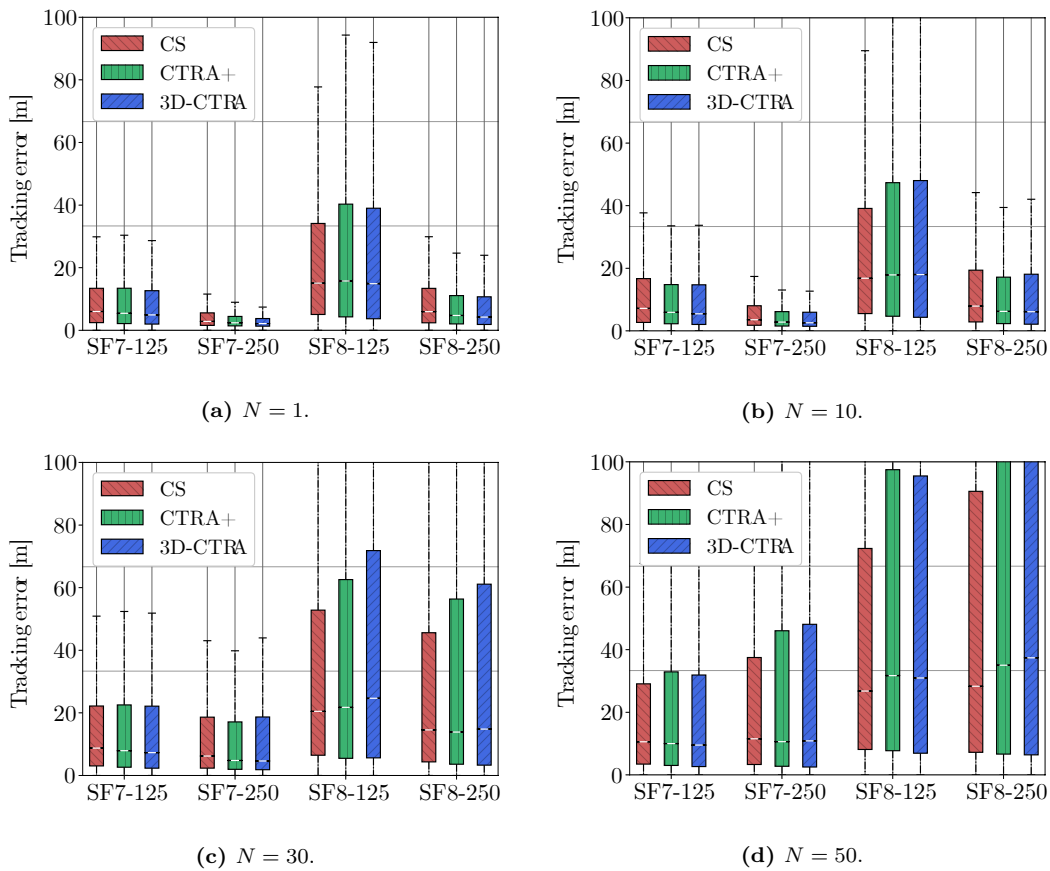 100
80
60
40
20
0
Tracking error [m]
CS
CTRA+
3D-CTRA
SF7-125 SF7-250 SF8-125 SF8-250
(a) N = 1.
100
80
60
40
20
0
Tracking error [m]
CS
CTRA+
3D-CTRA
SF7-125 SF7-250 SF8-125 SF8-250
(b) N = 10.
100
80
60
40
20
0
Tracking error [m]
CS
CTRA+
3D-CTRA
SF7-125 SF7-250 SF8-125 SF8-250
(c) N = 30.
100
80
60
40
20
0
Tracking error [m]
CS
CTRA+
3D-CTRA
SF7-125 SF7-250 SF8-125 SF8-250
(d) N = 50.